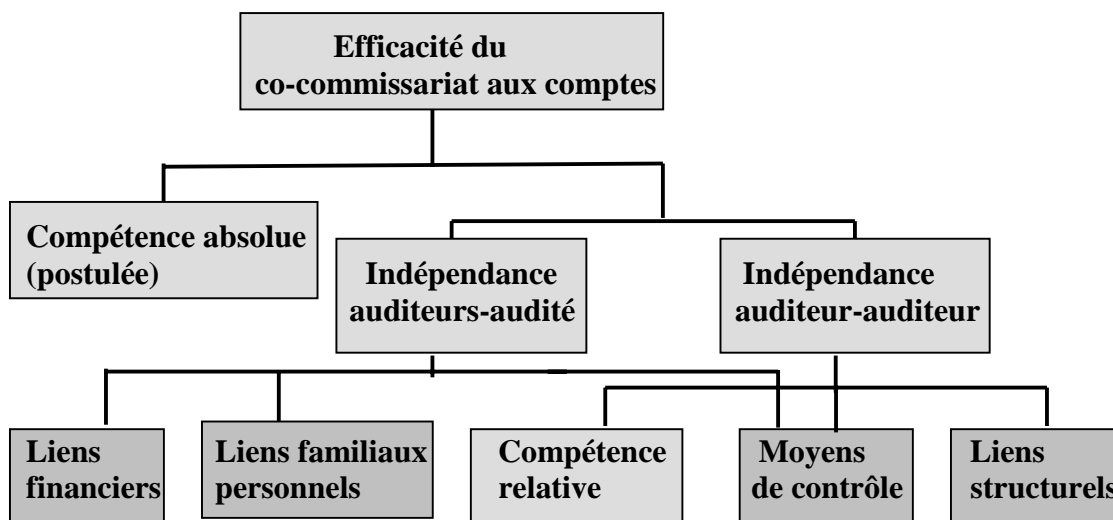 Efficacité du
co-commissariat aux comptes
Compétence absolue
(postulée)
Indépendance
auditeurs-audité
Indépendance
auditeur-auditeur
Liens
financiers
Liens familiaux
personnels
Compétence
relative
Moyens
de contrôle
Liens
structurels